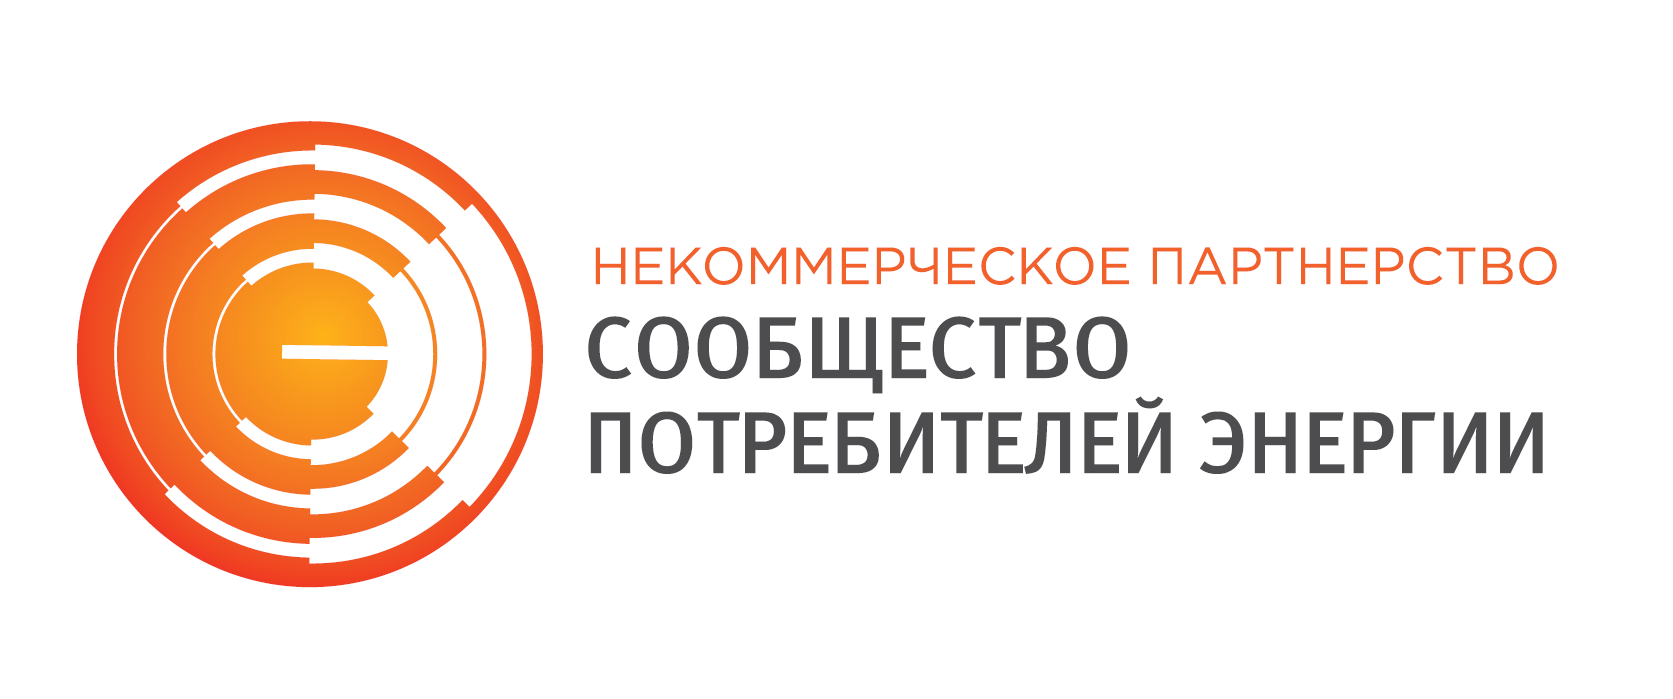 НЕКОММЕРЧЕСКОЕ ПАРТНЕРСТВО
СООБЩЕСТВО
ПОТРЕБИТЕЛЕЙ ЭНЕРГИИ